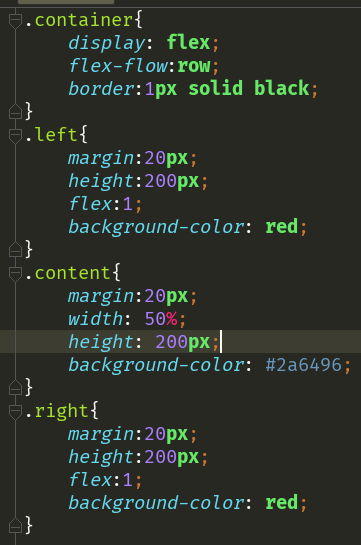 .container{
display: flex;
flex-flow:row;
border:1px solid black;
}
.left{
margin:20px;
height:200px;
flex:1;
background-color: red;
}
.content{
margin:20px;
width: 50%;
height: 200px;
background-color: #2a6496;
}
.right{
margin:20px;
height:200px;
flex:1;
background-color: red;
}